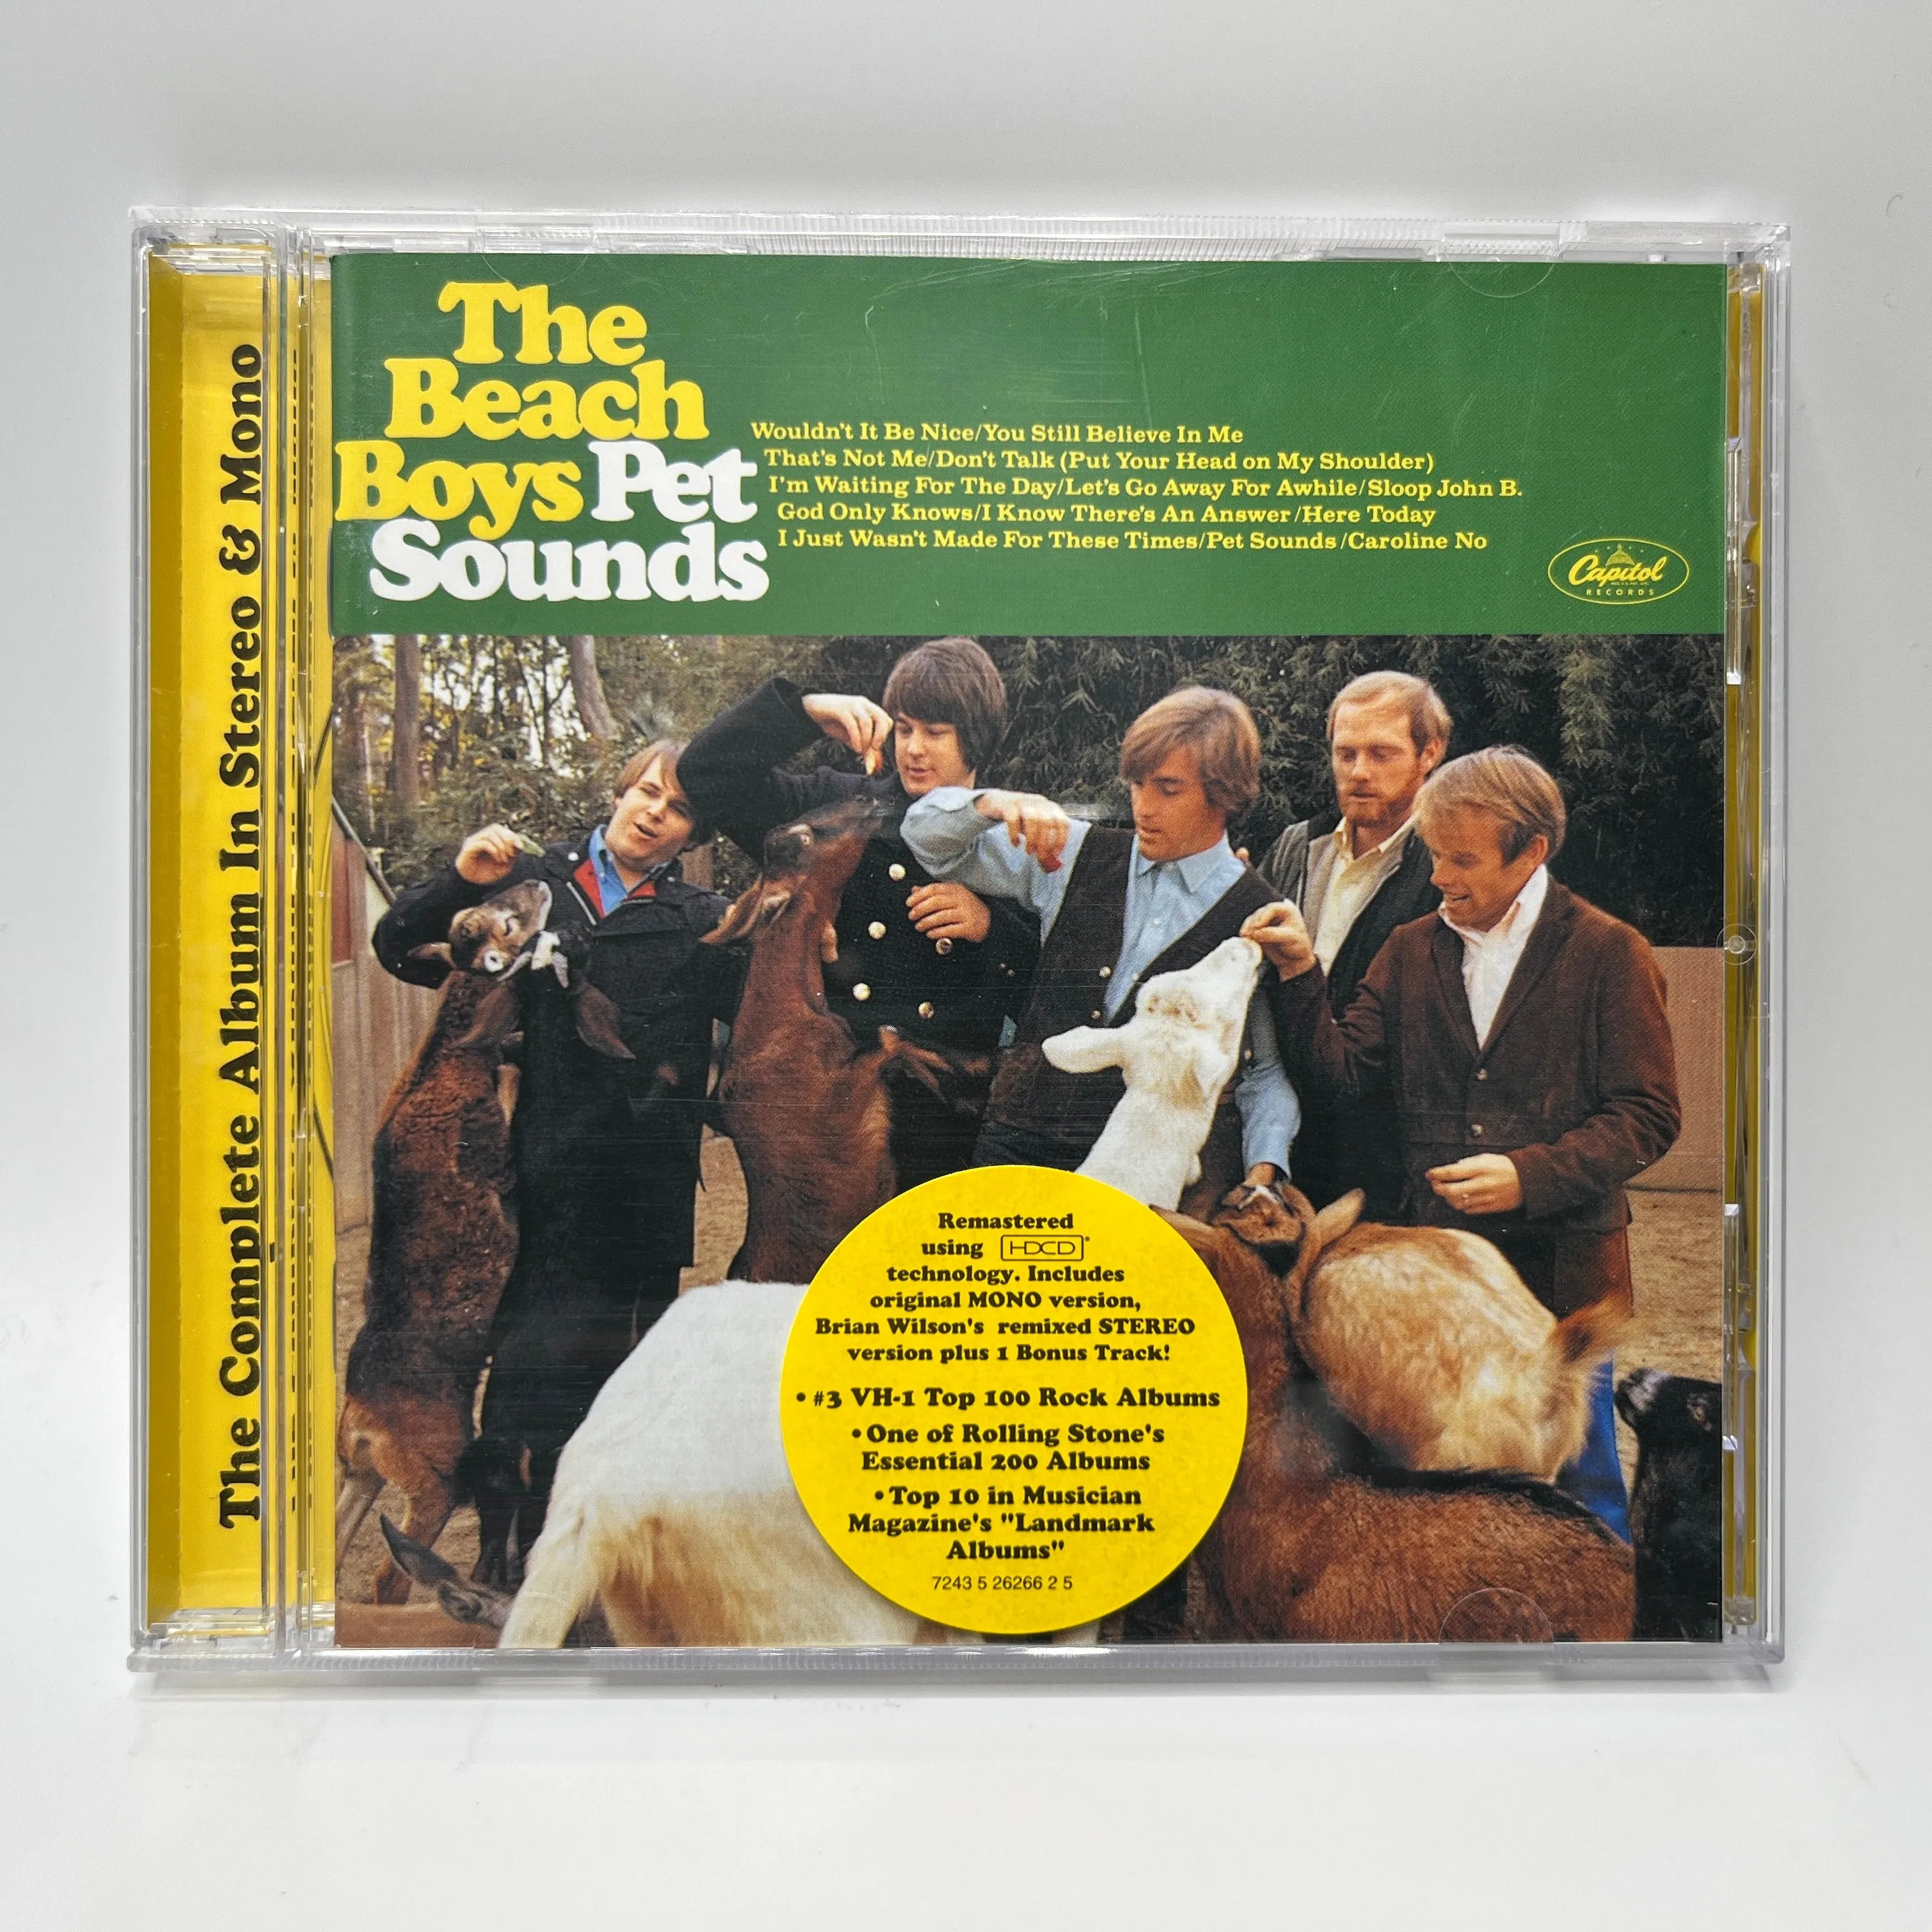 The Complete Album In Stereo & Mono
The
Beach
Boys Pet
Sounds
Wouldn't It Be Nice/You Still Believe In Me
That's Not Me/Don't Talk (Put Your Head on My Shoulder)
I'm Waiting For The Day/Let's Go Away For Awhile/Sloop John B.
God Only Knows/I Know There's An Answer/Here Today
I Just Wasn't Made For These Times/Pet Sounds/Caroline No
Capitol
RECORDS
Remastered
using HDCD®
technology. Includes
original MONO version,
Brian Wilson's remixed STEREO
version plus 1 Bonus Track!
• #3 VH-1 Top 100 Rock Albums
• One of Rolling Stone's
Essential 200 Albums
• Top 10 in Musician
Magazine's "Landmark
Albums"
7243 5 26266 2 5